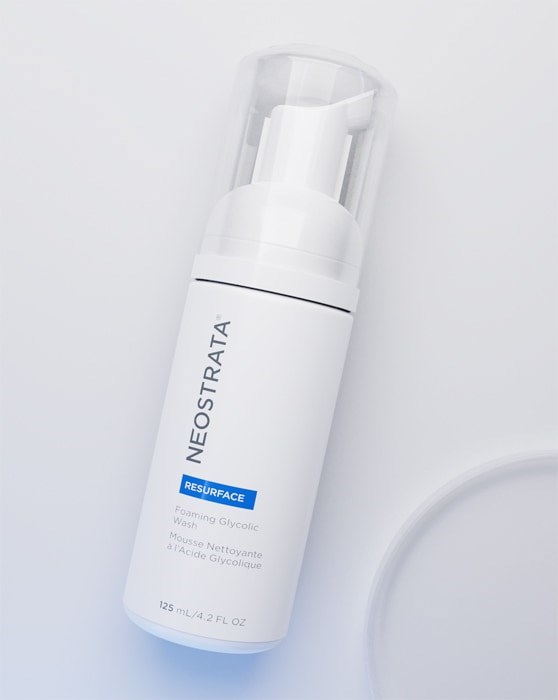 NEOSTRATA®
RESURFACE
Foaming Glycolic
Wash
Mousse Nettoyante
à l'Acide Glycolique
125 mL/4.2 FL OZ